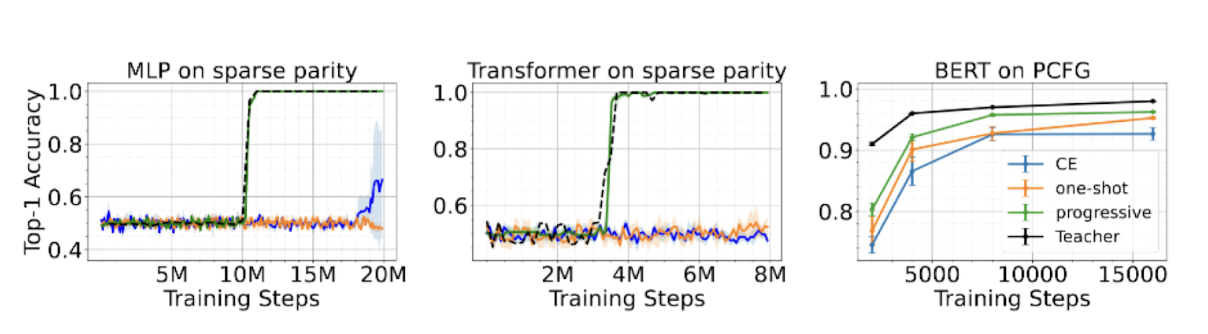 MLP on sparse parity
Top-1 Accuracy
1.0
0.8
0.6
0.4
5M 10M 15M 20M
Training Steps
Transformer on sparse parity
1.0
0.8
0.6
2M 4M 6M 8M
Training Steps
BERT on PCFG
1.0
0.9
0.8
CE
one-shot
progressive
Teacher
5000 10000 15000
Training Steps